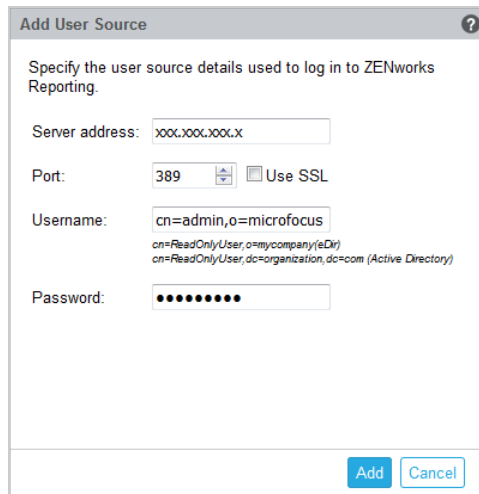 Add User Source ?
Specify the user source details used to log in to ZENworks
Reporting.
Server address: xxx.xxx.xxx.x
Port: 389 Use SSL
Username: cn=admin,o=microfocus
cn=ReadOnlyUser,o=mycompany(eDir)
cn=ReadOnlyUser,dc=organization,dc=com (Active Directory)
Password: •••••••••
Add Cancel